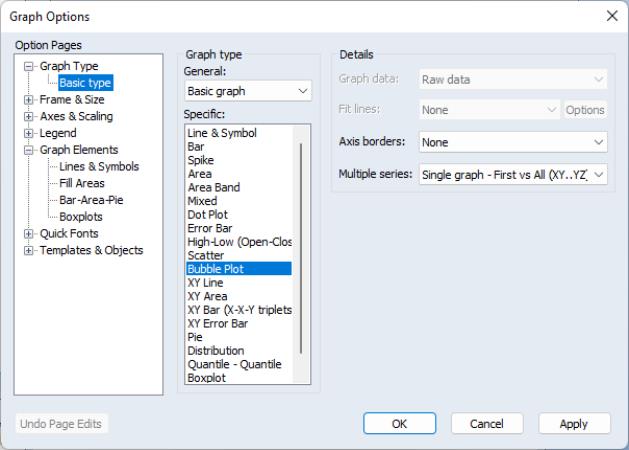 Graph Options
Option Pages
Graph Type
Basic type
Frame & Size
Axes & Scaling
Legend
Graph Elements
Lines & Symbols
Fill Areas
Bar-Area-Pie
Boxplots
Quick Fonts
Templates & Objects
Graph type
General:
Basic graph
Specific:
Line & Symbol
Bar
Spike
Area
Area Band
Mixed
Dot Plot
Error Bar
High-Low (Open-Clos
Scatter
Bubble Plot
XY Line
XY Area
XY Bar (X-X-Y triplets
XY Error Bar
Pie
Distribution
Quantile - Quantile
Boxplot
Details
Graph data: Raw data
Fit lines: None Options
Axis borders: None
Multiple series: Single graph - First vs All (XY..YZ)
Undo Page Edits OK Cancel Apply